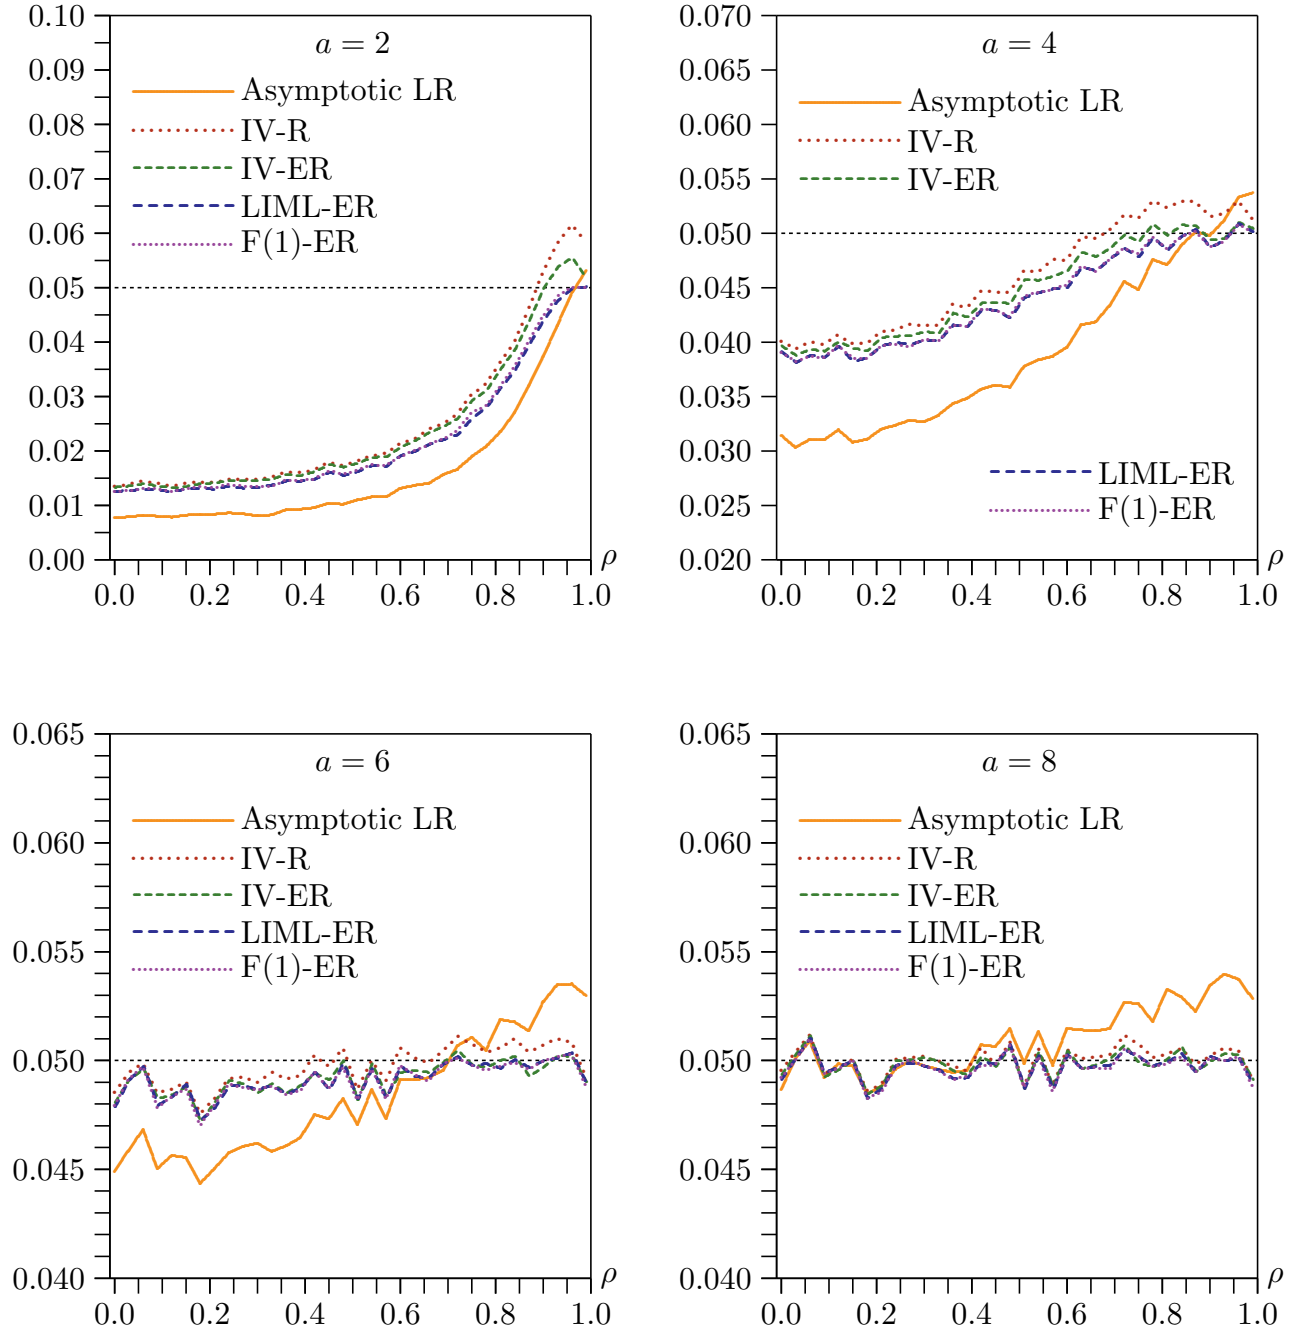 a = 2
Asymptotic LR
IV-R
IV-ER
LIML-ER
F(1)-ER
0.10
0.09
0.08
0.07
0.06
0.05
0.04
0.03
0.02
0.01
0.00
0.0 0.2 0.4 0.6 0.8 1.0
ρ
a = 4
Asymptotic LR
IV-R
IV-ER
LIML-ER
F(1)-ER
0.070
0.065
0.060
0.055
0.050
0.045
0.040
0.035
0.030
0.025
0.020
0.0 0.2 0.4 0.6 0.8 1.0
ρ
a = 6
Asymptotic LR
IV-R
IV-ER
LIML-ER
F(1)-ER
0.065
0.060
0.055
0.050
0.045
0.040
0.0 0.2 0.4 0.6 0.8 1.0
ρ
a = 8
Asymptotic LR
IV-R
IV-ER
LIML-ER
F(1)-ER
0.065
0.060
0.055
0.050
0.045
0.040
0.0 0.2 0.4 0.6 0.8 1.0
ρ